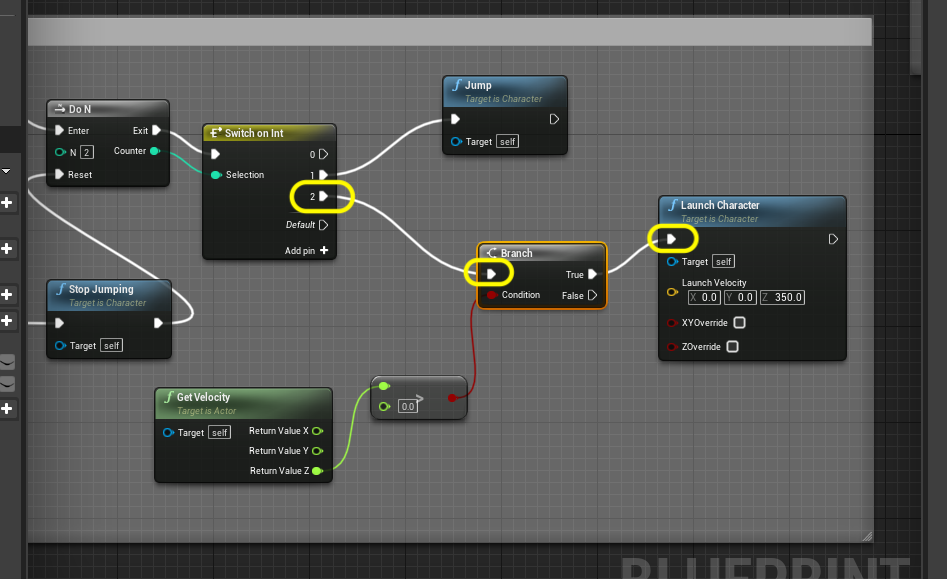 Do N
Enter
Exit
N 2
Counter
Reset
Switch on Int
0
Selection
1
2
Default
Add pin +
Jump
Target is Character
Target self
Stop Jumping
Target is Character
Target self
Branch
True
Condition
False
Launch Character
Target is Character
Target self
Launch Velocity
X 0.0 Y 0.0 Z 350.0
XYOverride
ZOverride
Get Velocity
Target is Actor
Target self
Return Value X
Return Value Y
Return Value Z
>
0.0
BLUEPRINT